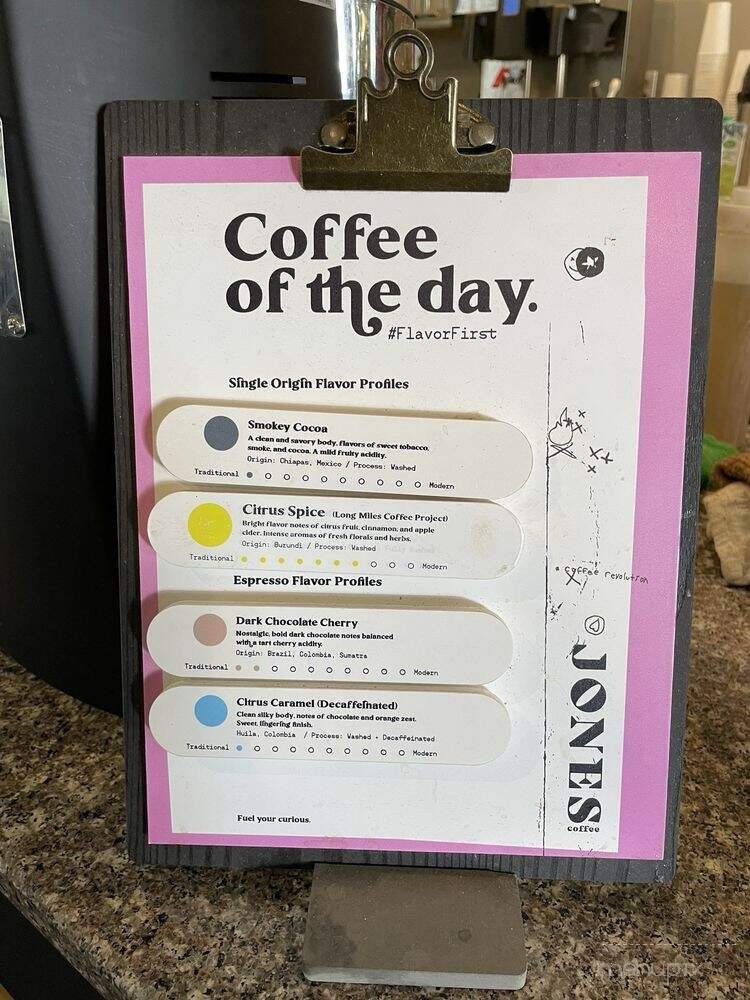 Coffee
of the day.
#FlavorFirst
Single Origin Flavor Profiles
Smokey Cocoa
A clean and savory body, flavors of sweet tobacco,
smoke, and cocoa. A mild fruity acidity.
Origin: Chiapas, Mexico / Process: Washed
Traditional Modern
Citrus Spice (Long Miles Coffee Project)
Bright flavor notes of citrus fruit, cinnamon, and apple
cider. Intense aromas of fresh florals and herbs.
Origin: Burundi / Process: Washed
Traditional Modern
Espresso Flavor Profiles
Dark Chocolate Cherry
Nostalgic, bold dark chocolate notes balanced
with a tart cherry acidity.
Origin: Brazil, Colombia, Sumatra
Traditional Modern
Citrus Caramel (Decaffeinated)
Clean silky body, notes of chocolate and orange zest.
Sweet, lingering finish.
Huila, Colombia / Process: Washed + Decaffeinated
Traditional Modern
Fuel your curious.
coffee revolution
JONES
coffee
menupix